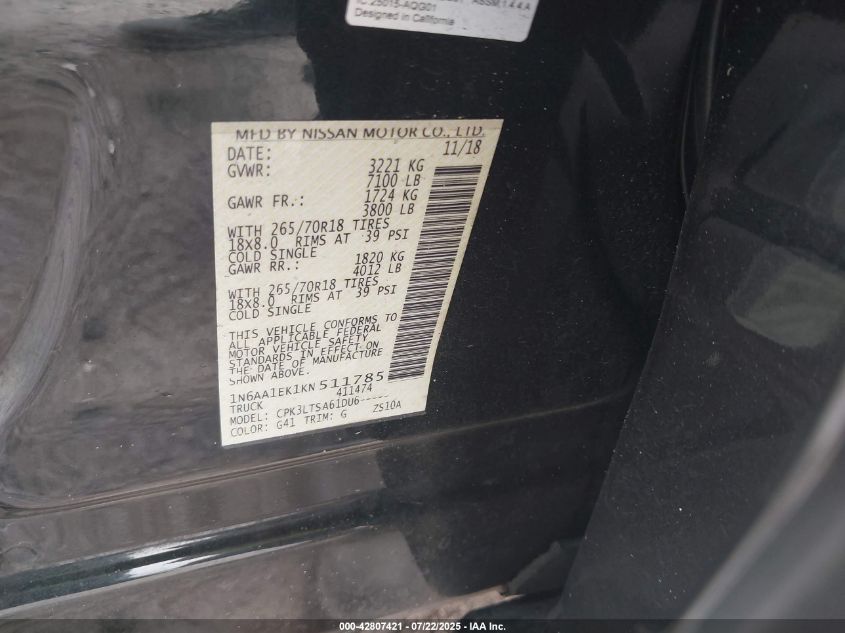 IC:25015-AQG01
Designed in California
MFD BY NISSAN MOTOR CO., LTD.
DATE: 11/18
GVWR: 3221 KG
7100 LB
GAWR FR.: 1724 KG
3800 LB
WITH 265/70R18 TIRES
18x8.0 RIMS AT 39 PSI
COLD SINGLE
GAWR RR.: 1820 KG
4012 LB
WITH 265/70R18 TIRES
18x8.0 RIMS AT 39 PSI
COLD SINGLE
THIS VEHICLE CONFORMS TO
ALL APPLICABLE FEDERAL
MOTOR VEHICLE SAFETY
STANDARDS IN EFFECT ON
THE DATE OF MANUFACTURE
SHOWN ABOVE.
1N6AA1EK1KN511785
TRUCK 411474
MODEL: CPK3LTSA61DU6-----
COLOR: G41 TRIM: G ZS10A
000-42807421 - 07/22/2025 - IAA Inc.